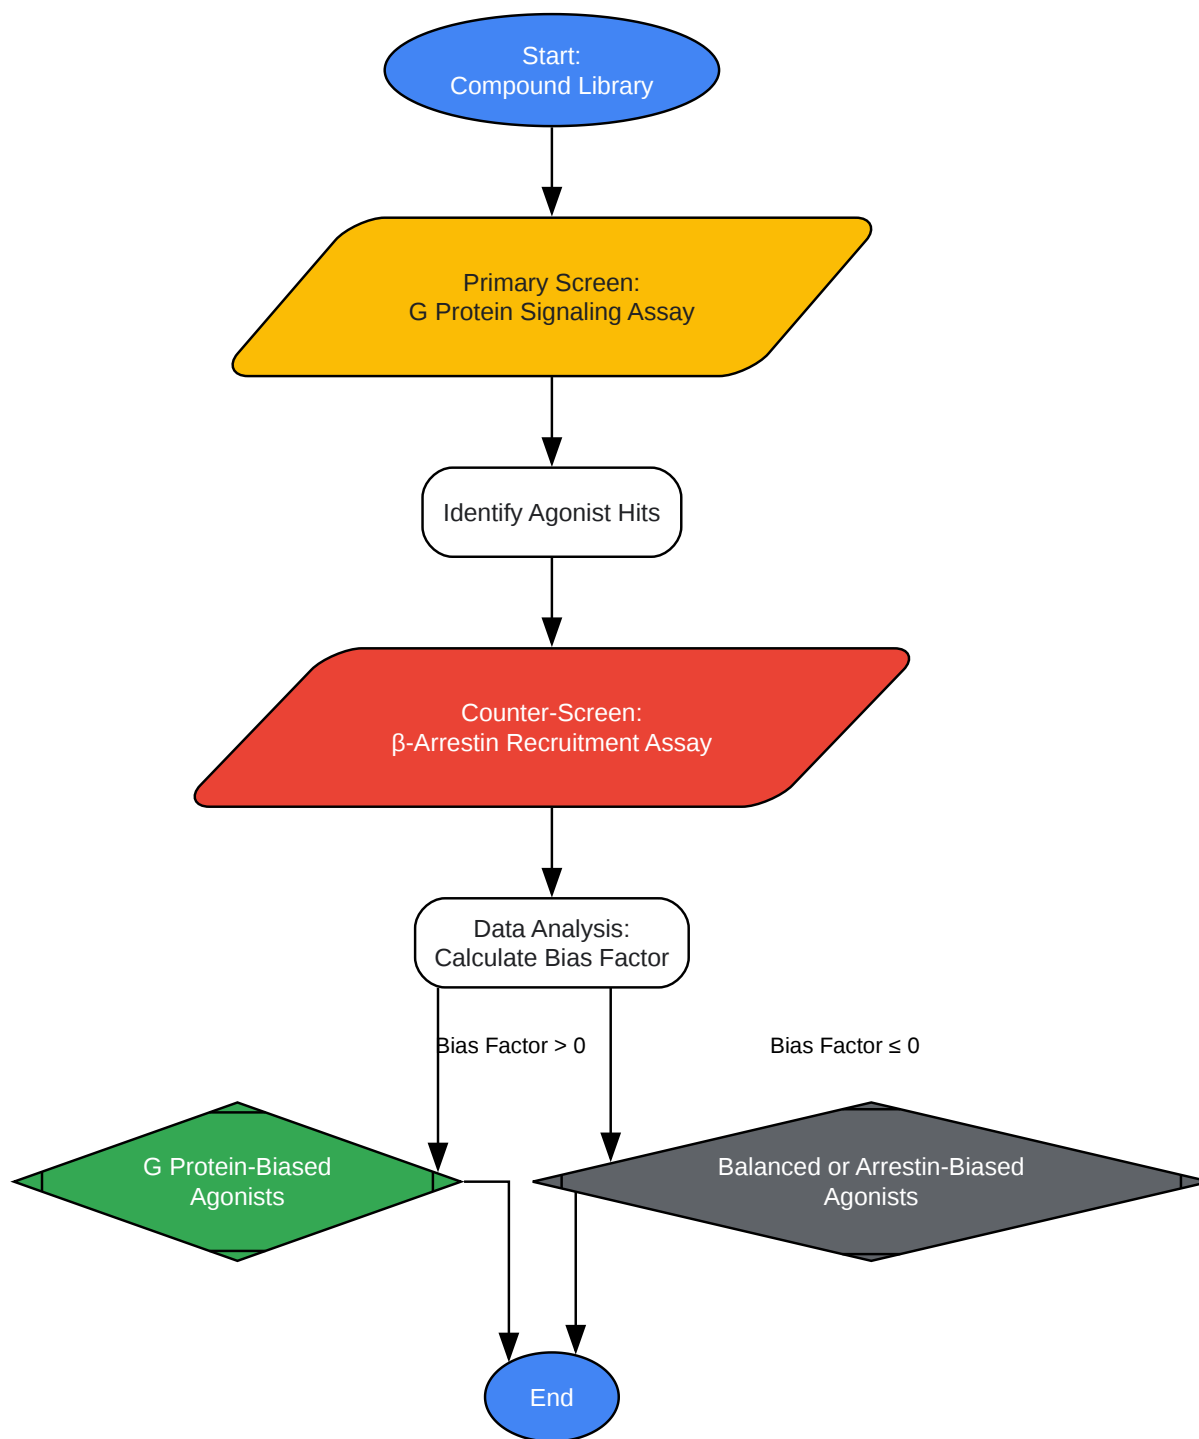 Start:
Compound Library
Primary Screen:
G Protein Signaling Assay
Identify Agonist Hits
Counter-Screen:
β-Arrestin Recruitment Assay
Data Analysis:
Calculate Bias Factor
Bias Factor > 0
Bias Factor ≤ 0
G Protein-Biased
Agonists
Balanced or Arrestin-Biased
Agonists
End